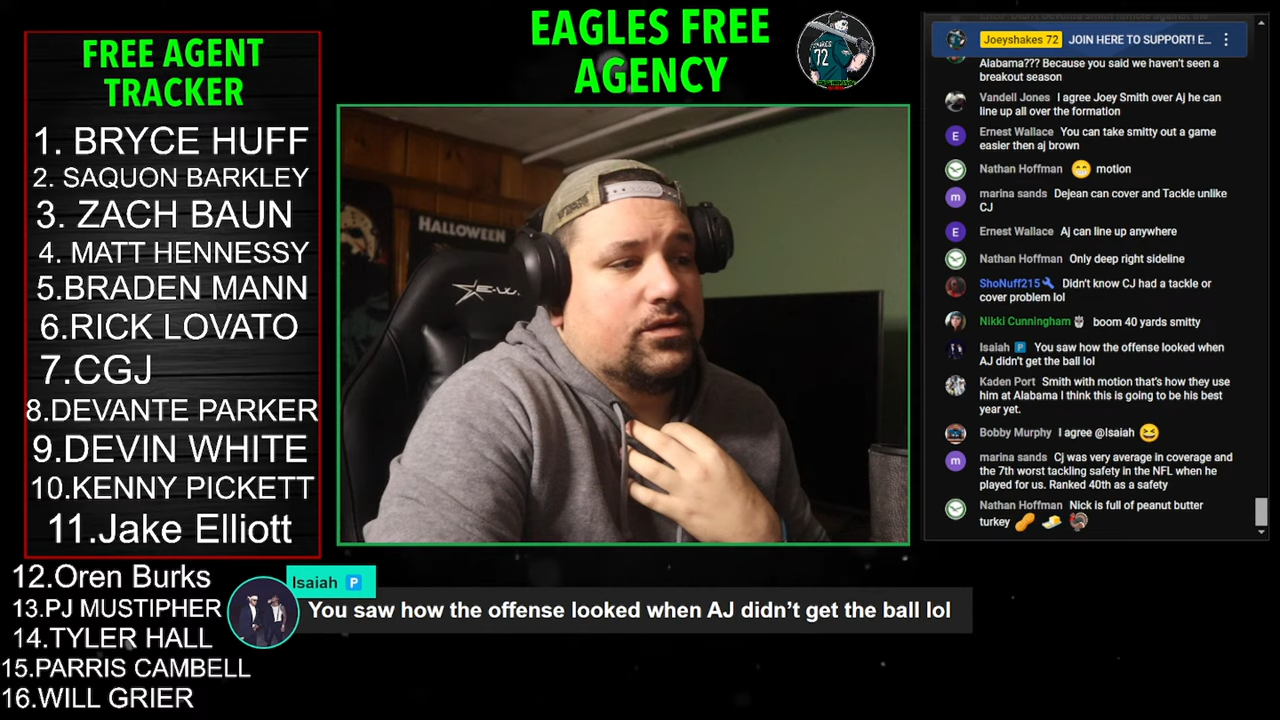 FREE AGENT
TRACKER
1. BRYCE HUFF
2. SAQUON BARKLEY
3. ZACH BAUN
4. MATT HENNESSY
5.BRADEN MANN
6.RICK LOVATO
7.CGJ
8.DEVANTE PARKER
9.DEVIN WHITE
10.KENNY PICKETT
11.Jake Elliott
12.Oren Burks
13.PJ MUSTIPHER
14.TYLER HALL
15.PARRIS CAMBELL
16.WILL GRIER
EAGLES FREE
AGENCY
72
HALLOWEEN
Isaiah P
You saw how the offense looked when AJ didn't get the ball lol
Joeyshakes 72 JOIN HERE TO SUPPORT! E...
Alabama??? Because you said we haven't seen a
breakout season
Vandell Jones I agree Joey Smith over Aj he can
line up all over the formation
Ernest Wallace You can take smitty out a game
easier then aj brown
Nathan Hoffman 😁 motion
marina sands Dejean can cover and Tackle unlike
CJ
Ernest Wallace Aj can line up anywhere
Nathan Hoffman Only deep right sideline
ShoNuff215 Didn't know CJ had a tackle or
cover problem lol
Nikki Cunningham boom 40 yards smitty
Isaiah P You saw how the offense looked when
AJ didn't get the ball lol
Kaden Port Smith with motion that's how they use
him at Alabama I think this is going to be his best
year yet.
Bobby Murphy I agree @Isaiah 😆
marina sands Cj was very average in coverage and
the 7th worst tackling safety in the NFL when he
played for us. Ranked 40th as a safety
Nathan Hoffman Nick is full of peanut butter
turkey 🥜 🧈 🦃